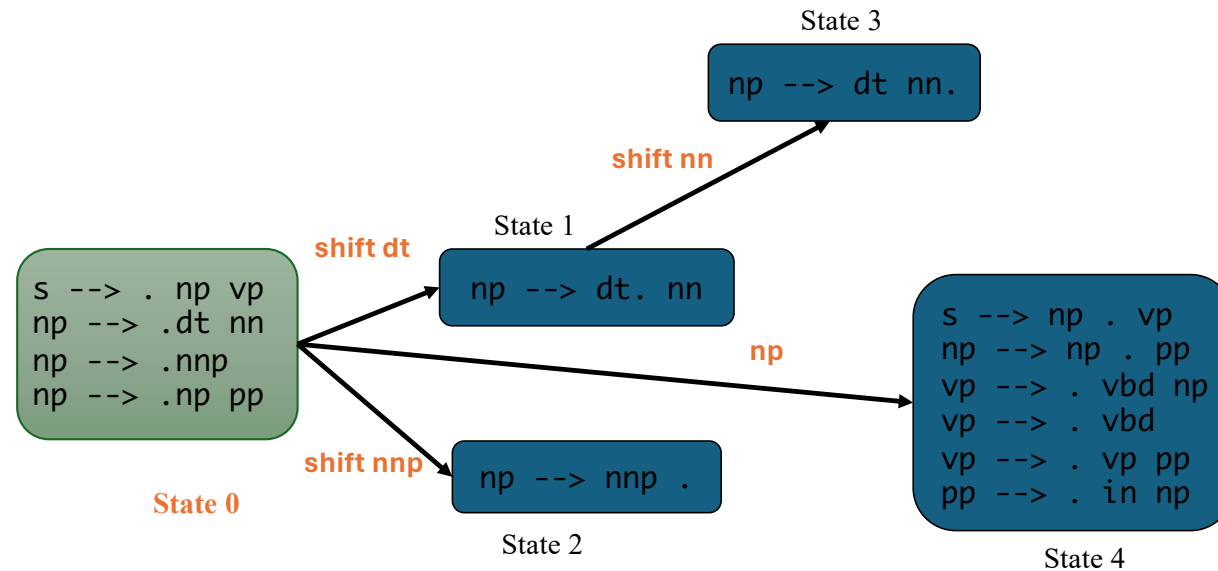 State 3
np --> dt nn.
shift nn
State 1
shift dt
np --> dt. nn
s --> . np vp
np --> .dt nn
np --> .nnp
np --> .np pp
State 0
np
s --> np . vp
np --> np . pp
vp --> . vbd np
vp --> . vbd
vp --> . vp pp
pp --> . in np
State 4
shift nnp
np --> nnp .
State 2